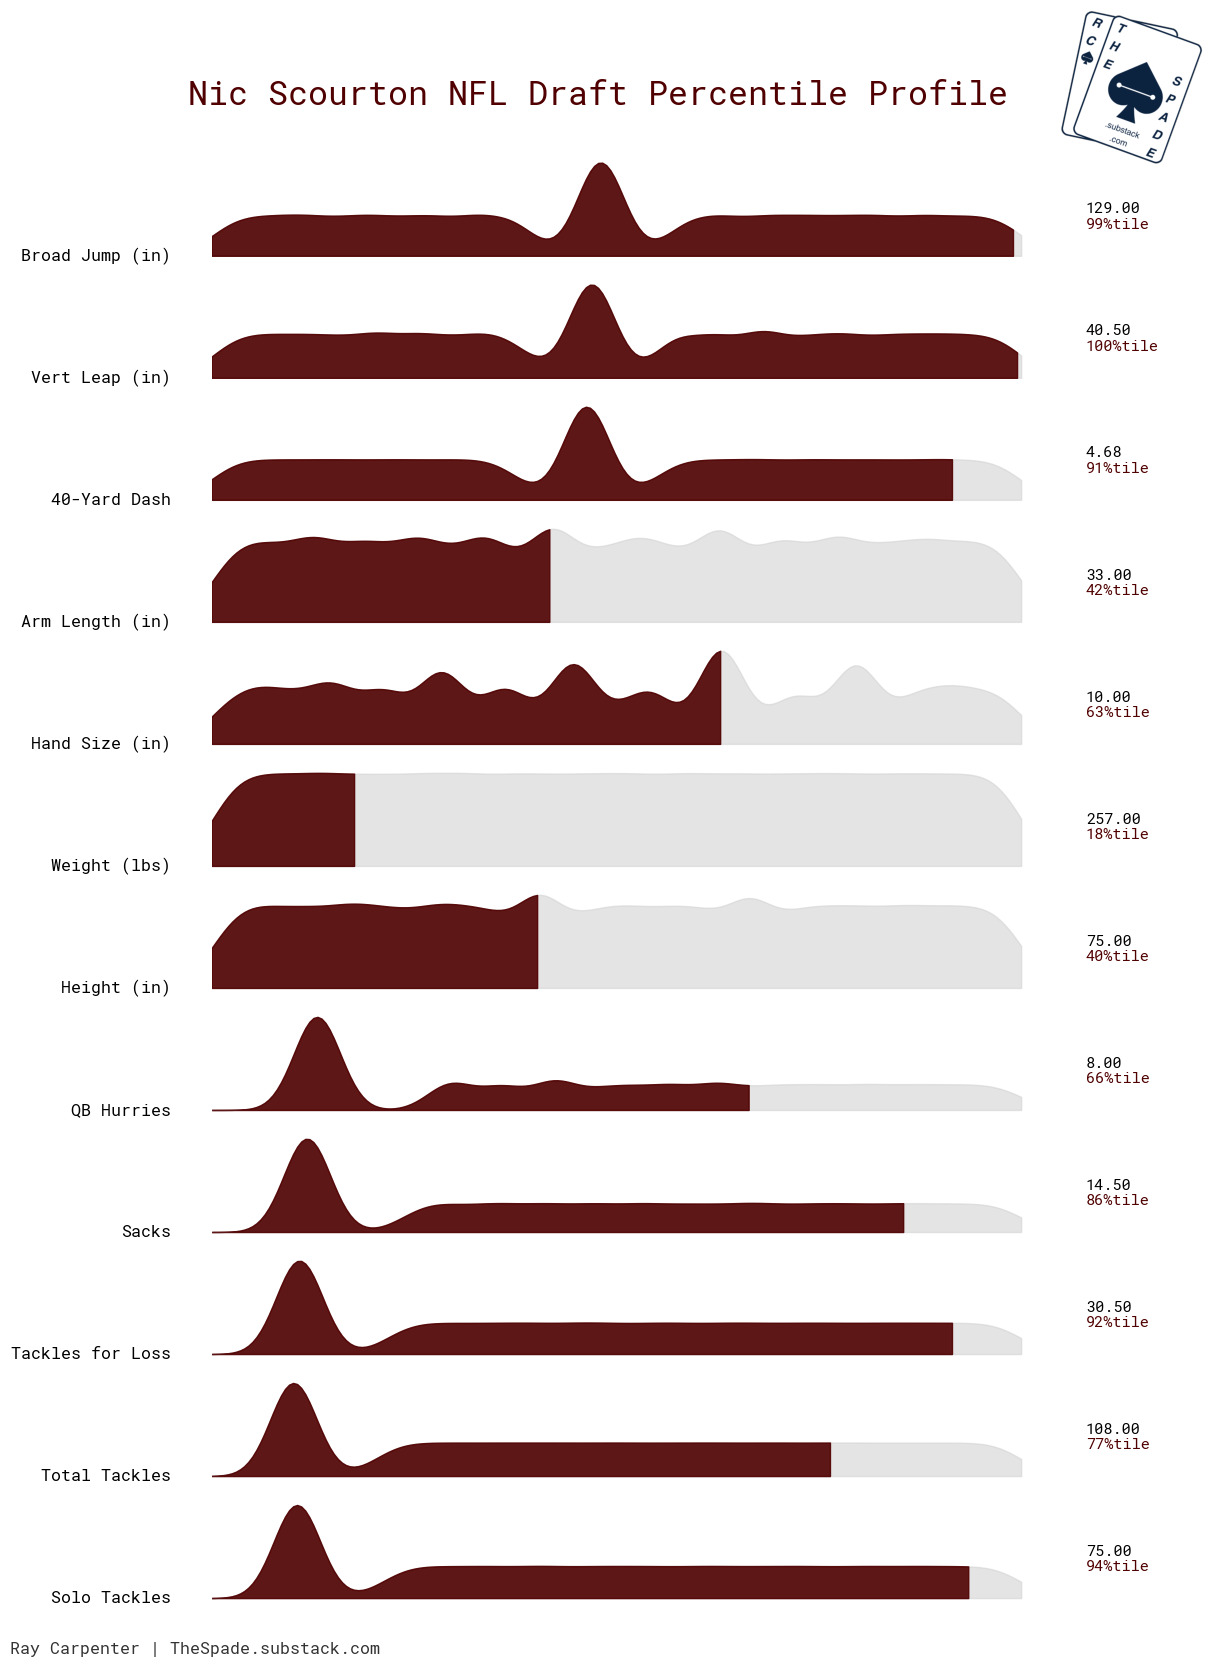 R
C
THE
SPADE
.substack
.com
Nic Scourton NFL Draft Percentile Profile
Broad Jump (in)
129.00
99%tile
Vert Leap (in)
40.50
100%tile
40-Yard Dash
4.68
91%tile
Arm Length (in)
33.00
42%tile
Hand Size (in)
10.00
63%tile
Weight (lbs)
257.00
18%tile
Height (in)
75.00
40%tile
QB Hurries
8.00
66%tile
Sacks
14.50
86%tile
Tackles for Loss
30.50
92%tile
Total Tackles
108.00
77%tile
Solo Tackles
75.00
94%tile
Ray Carpenter | TheSpade.substack.com